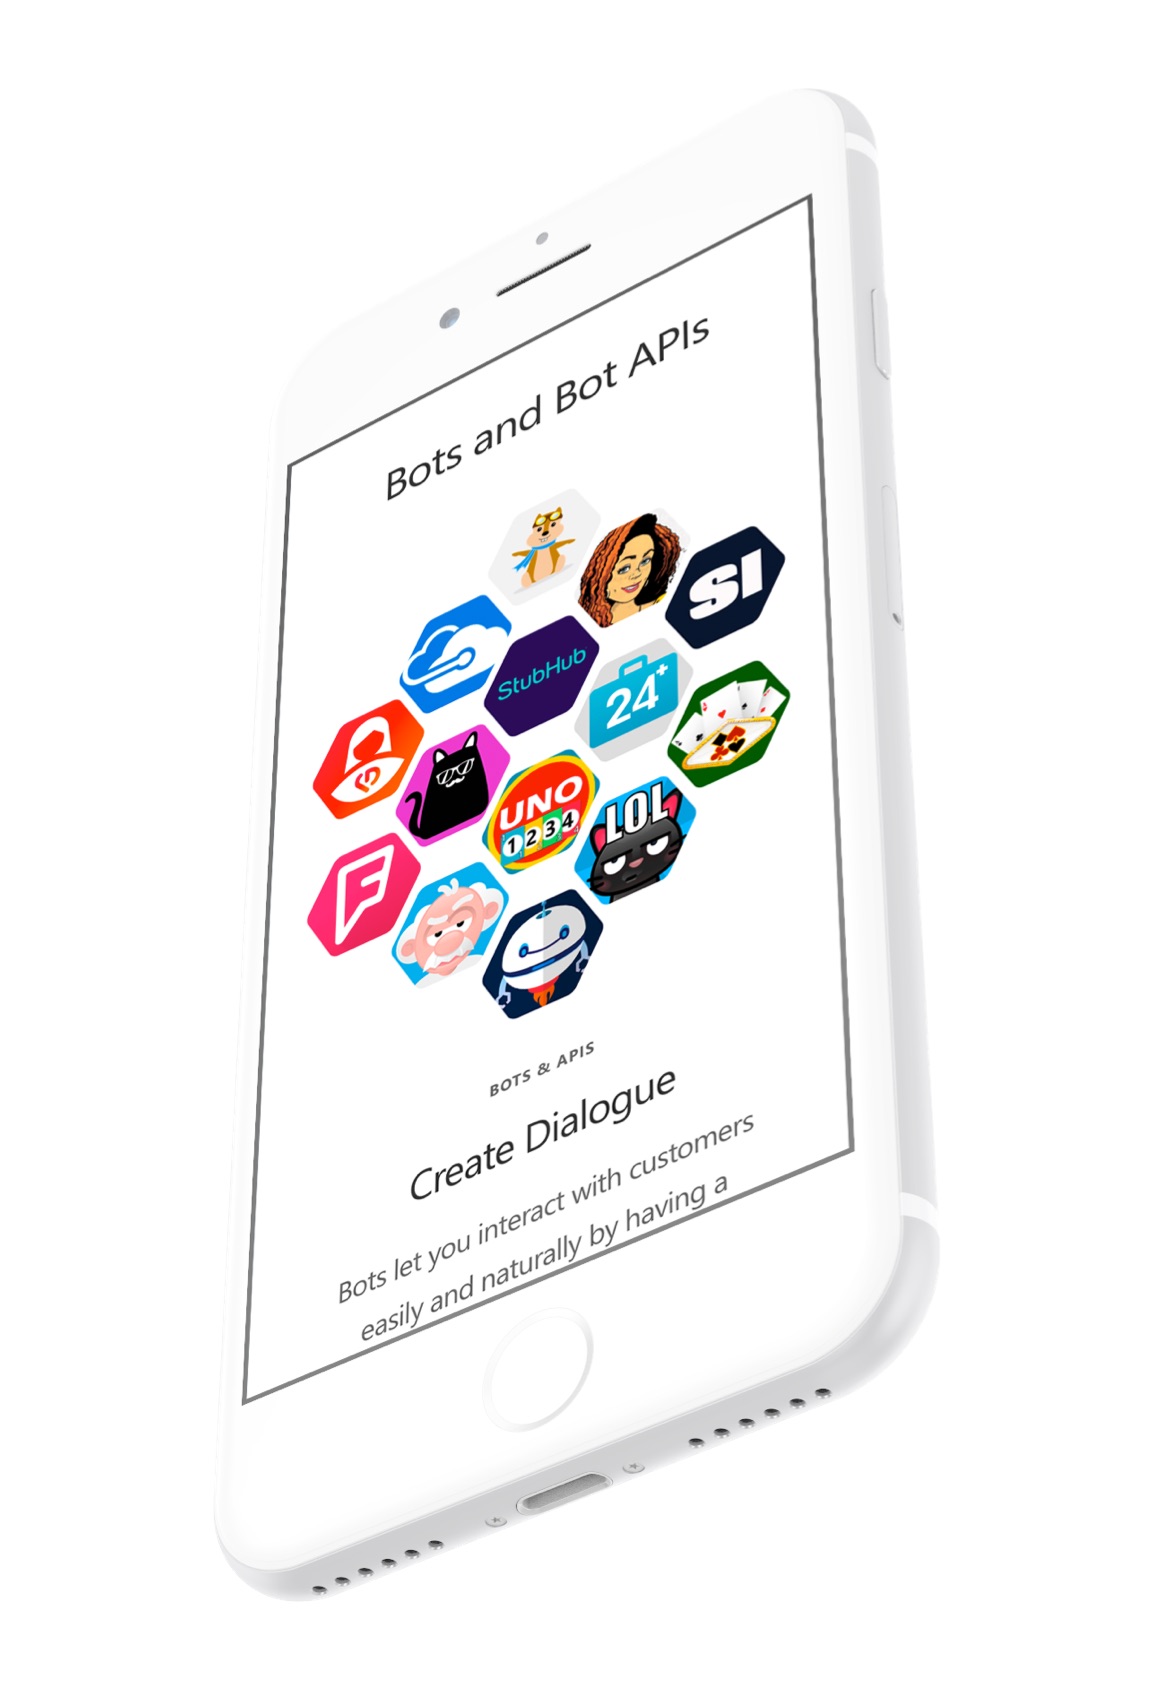 Bots and Bot APIs
SI
StubHub
24+
UNO
1 2 3 4
LOL
F
BOTS & APIS
Create Dialogue
Bots let you interact with customers
easily and naturally by having a